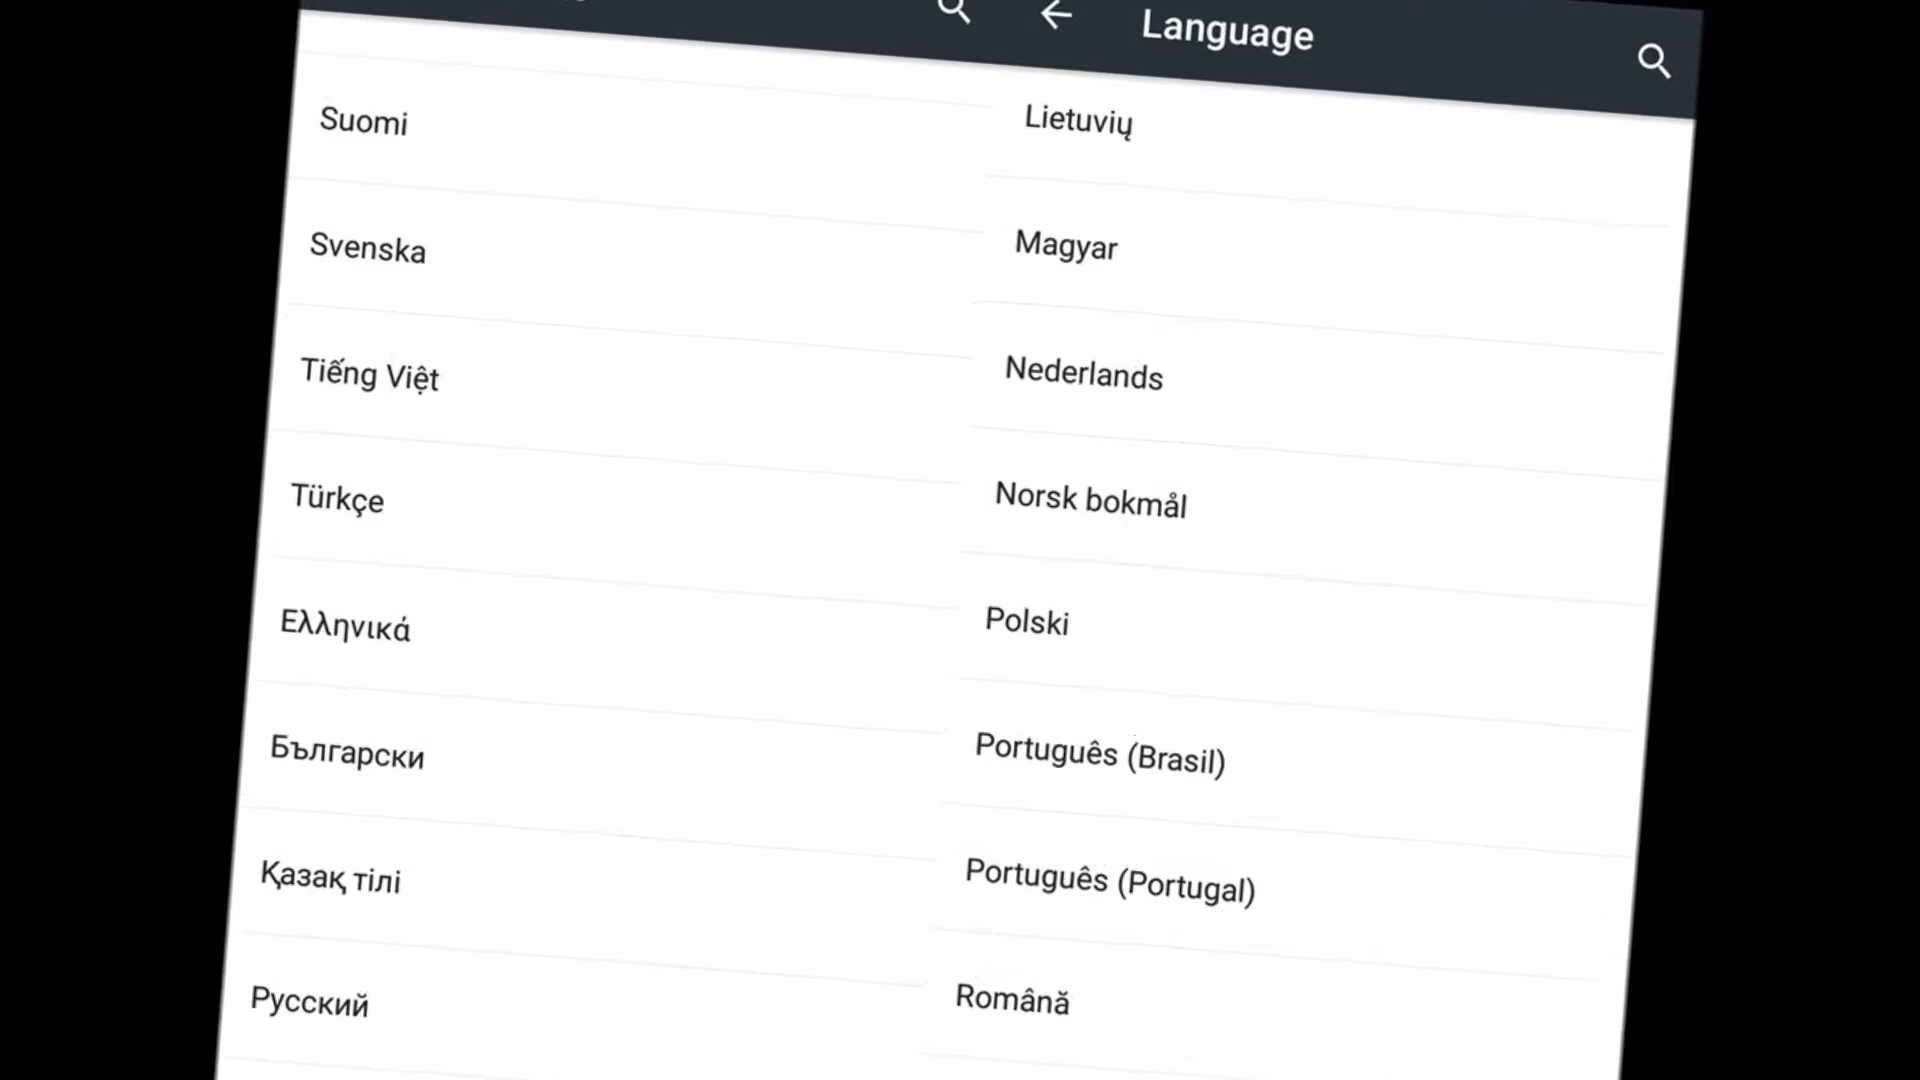 Language
Suomi
Svenska
Tiếng Việt
Türkçe
Ελληνικά
Български
Қазақ тілі
Русский
Lietuvių
Magyar
Nederlands
Norsk bokmål
Polski
Português (Brasil)
Português (Portugal)
Română